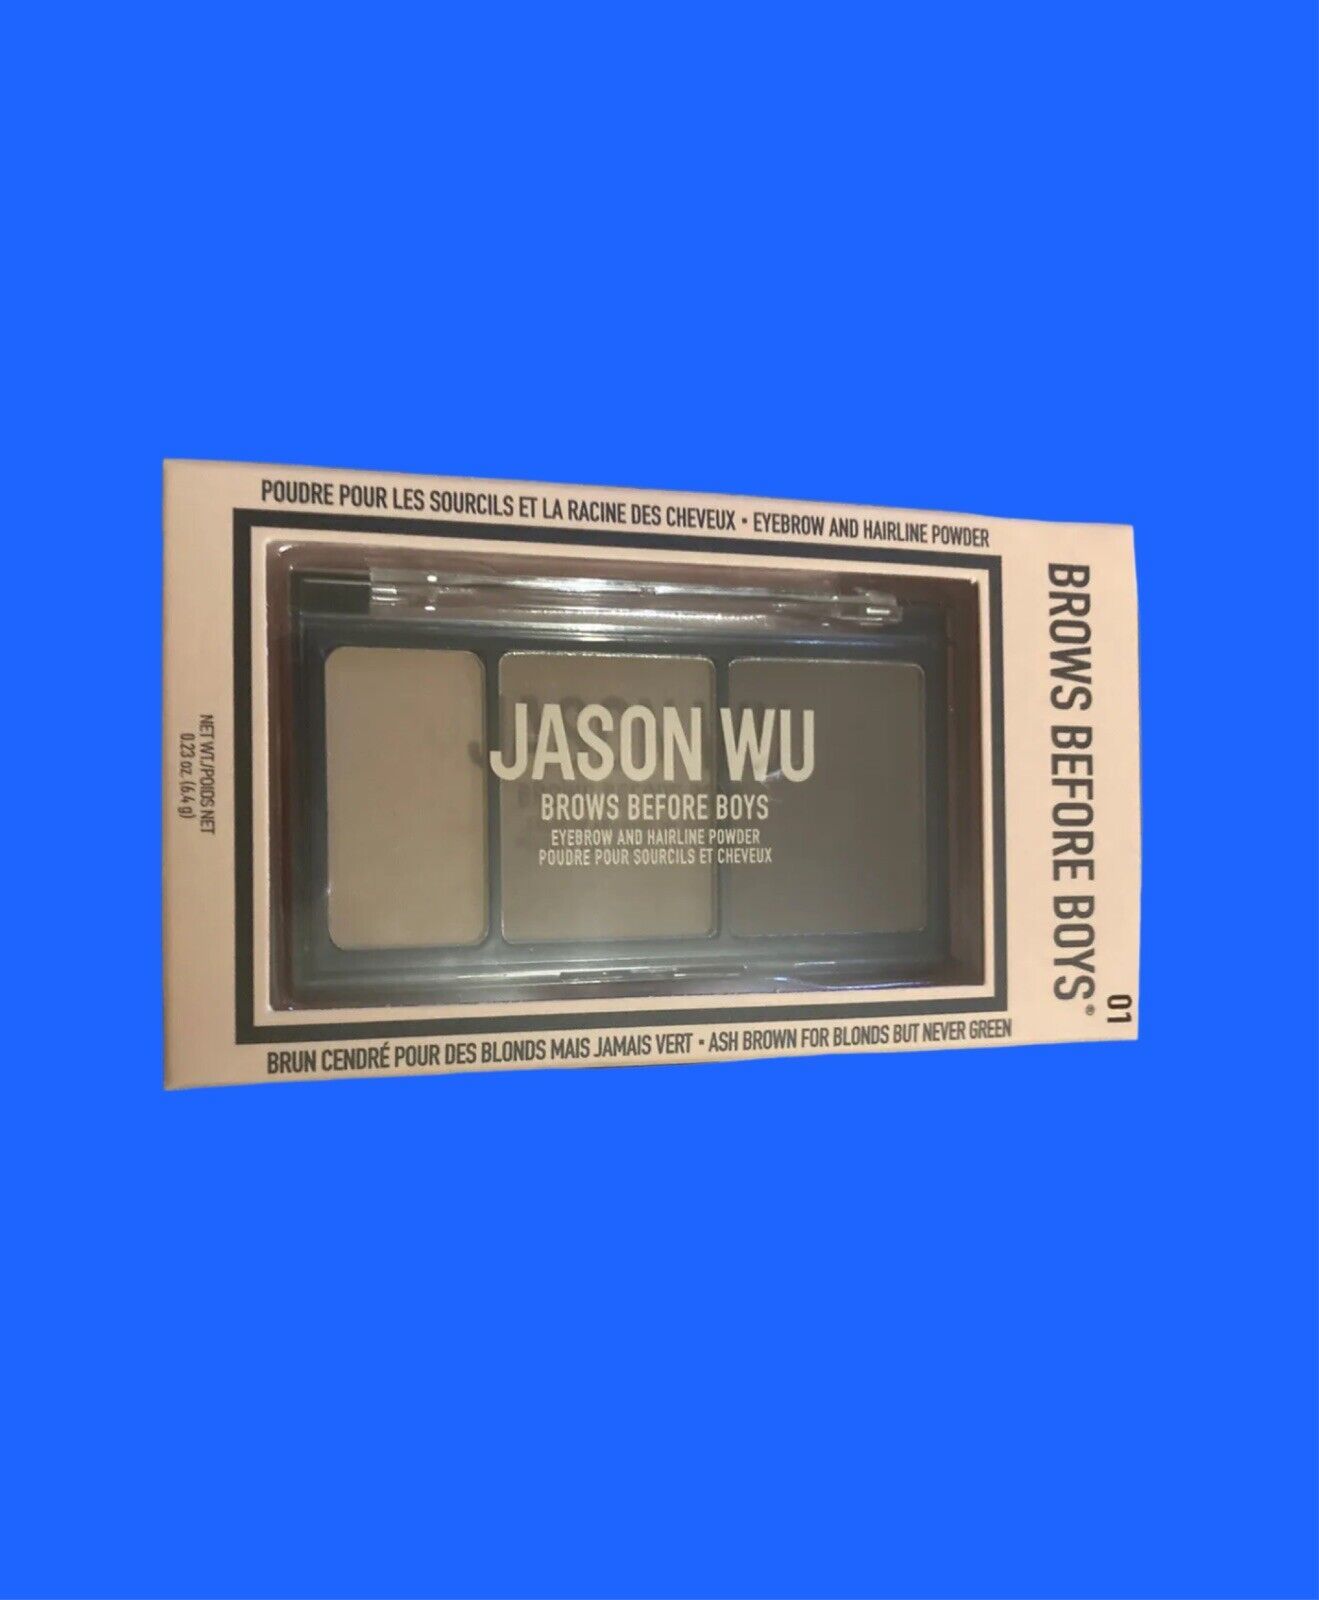 POUDRE POUR LES SOURCILS ET LA RACINE DES CHEVEUX • EYEBROW AND HAIRLINE POWDER
BROWS BEFORE BOYS®
01
JASON WU
BROWS BEFORE BOYS
EYEBROW AND HAIRLINE POWDER
POUDRE POUR SOURCILS ET CHEVEUX
NET WT./POIDS NET
0.23 oz. (6.4 g)
BRUN CENDRÉ POUR DES BLONDS MAIS JAMAIS VERT • ASH BROWN FOR BLONDS BUT NEVER GREEN